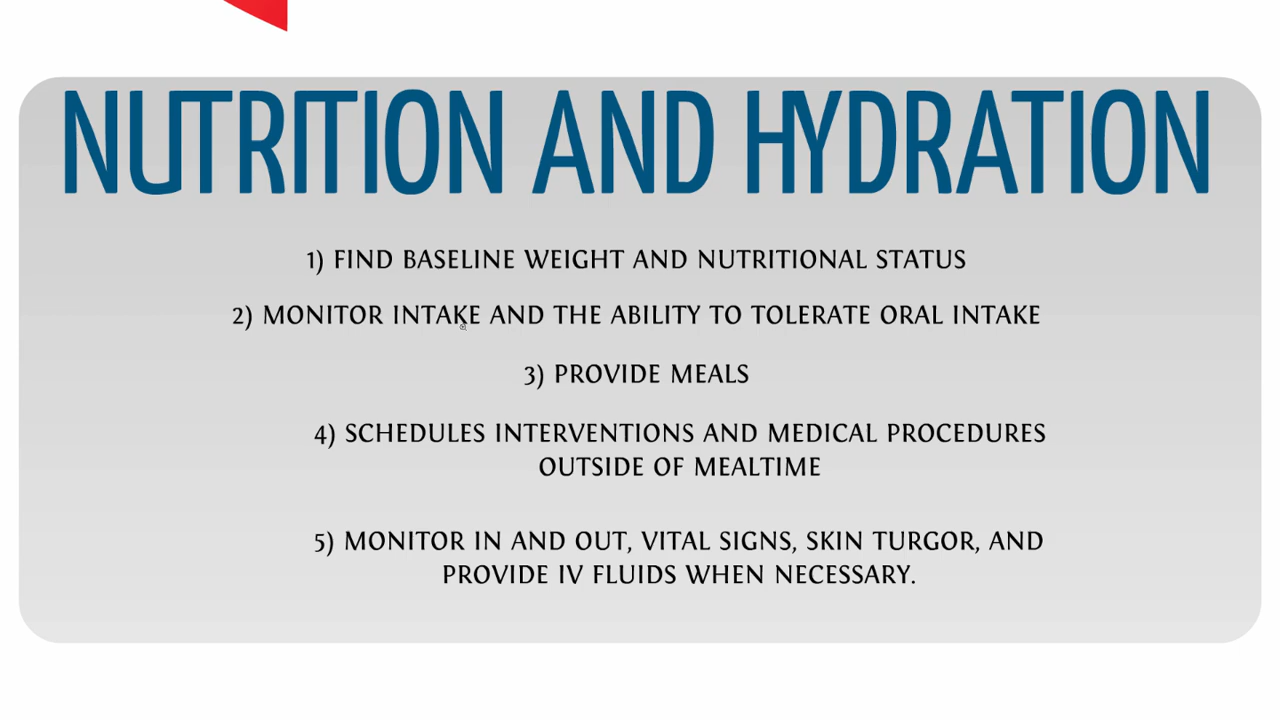 NUTRITION AND HYDRATION
1) FIND BASELINE WEIGHT AND NUTRITIONAL STATUS
2) MONITOR INTAKE AND THE ABILITY TO TOLERATE ORAL INTAKE
3) PROVIDE MEALS
4) SCHEDULES INTERVENTIONS AND MEDICAL PROCEDURES
OUTSIDE OF MEALTIME
5) MONITOR IN AND OUT, VITAL SIGNS, SKIN TURGOR, AND
PROVIDE IV FLUIDS WHEN NECESSARY.